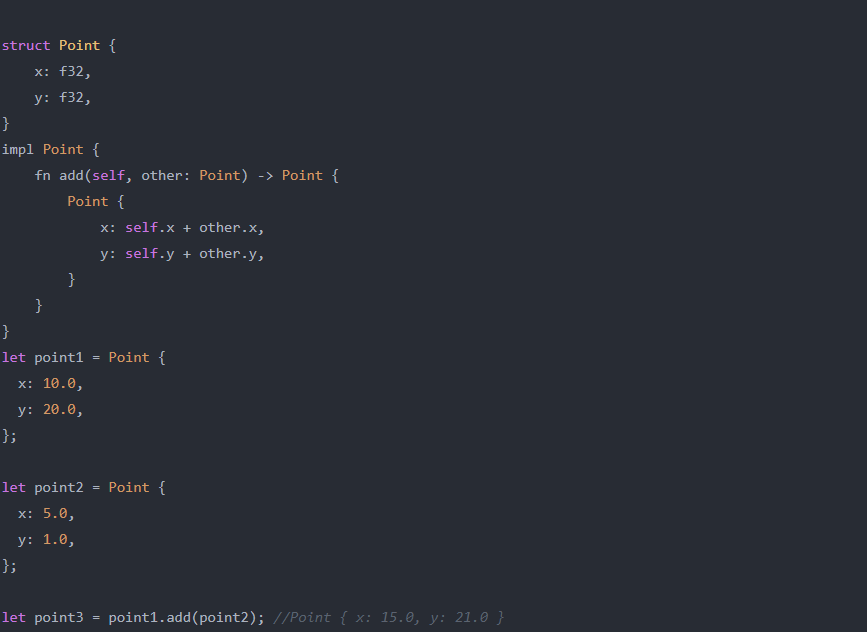 struct Point {
    x: f32,
    y: f32,
}
impl Point {
    fn add(self, other: Point) -> Point {
        Point {
            x: self.x + other.x,
            y: self.y + other.y,
        }
    }
}
let point1 = Point {
  x: 10.0,
  y: 20.0,
};

let point2 = Point {
  x: 5.0,
  y: 1.0,
};

let point3 = point1.add(point2); //Point { x: 15.0, y: 21.0 }